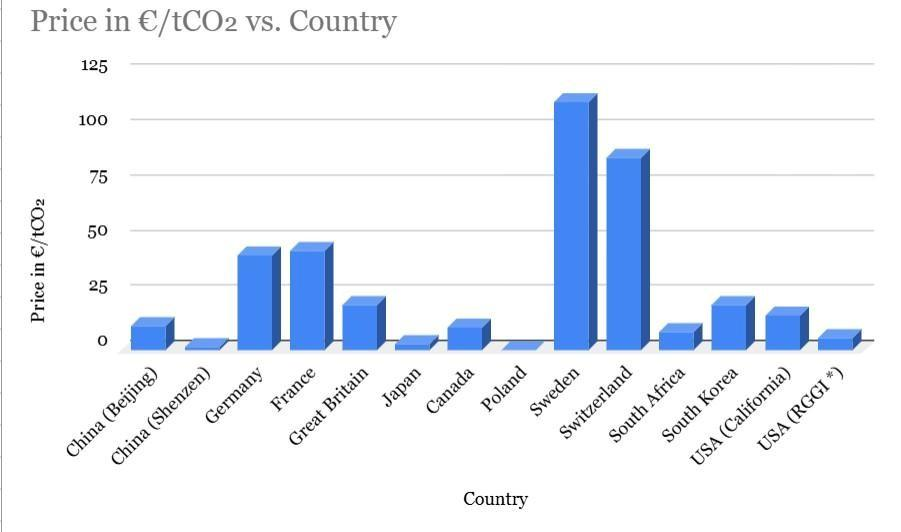 Price in €/tCO2 vs. Country
125
100
75
50
25
0
Price in €/tCO2
China (Beijing)
China (Shenzen)
Germany
France
Great Britain
Japan
Canada
Poland
Sweden
Switzerland
South Africa
South Korea
USA (California)
USA (RGGI *)
Country